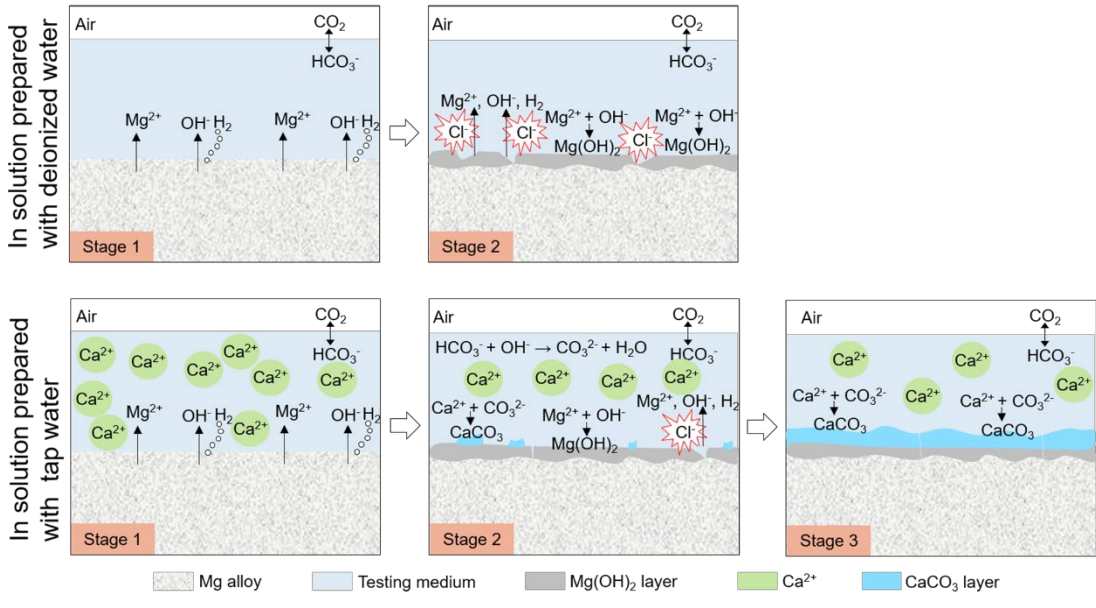 In solution prepared
with deionized water
Air
CO₂
HCO₃⁻
Mg²⁺
OH⁻
H₂
Mg²⁺
OH⁻
H₂
Stage 1
CO₂
HCO₃⁻
Mg²⁺, OH⁻, H₂
Mg²⁺ + OH⁻
Mg(OH)₂
Mg²⁺ + OH⁻
Mg(OH)₂
Cl⁻
Cl⁻
Cl⁻
Stage 2
In solution prepared
with tap water
Air
CO₂
HCO₃⁻
Ca²⁺
Ca²⁺
Ca²⁺
Ca²⁺
Ca²⁺
Ca²⁺
Ca²⁺
Ca²⁺
Ca²⁺
Mg²⁺
OH⁻
H₂
Mg²⁺
OH⁻
H₂
Stage 1
Air
CO₂
HCO₃⁻ + OH⁻ → CO₃²⁻ + H₂O
HCO₃⁻
Ca²⁺
Ca²⁺
Ca²⁺
Ca²⁺
Ca²⁺ + CO₃²⁻
CaCO₃
Mg²⁺ + OH⁻
Mg(OH)₂
Mg²⁺, OH⁻, H₂
Cl⁻
Stage 2
Air
CO₂
HCO₃⁻
Ca²⁺
Ca²⁺
Ca²⁺
Ca²⁺
Ca²⁺ + CO₃²⁻
CaCO₃
Ca²⁺ + CO₃²⁻
CaCO₃
Stage 3
Mg alloy
Testing medium
Mg(OH)₂ layer
Ca²⁺
CaCO₃ layer